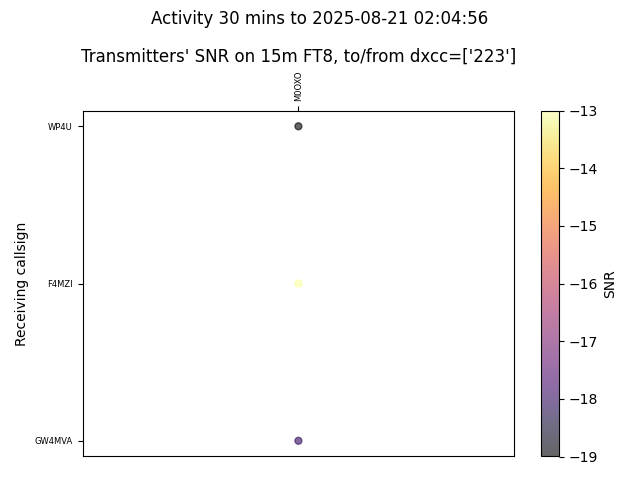 Activity 30 mins to 2025-08-21 02:04:56
Transmitters' SNR on 15m FT8, to/from dxcc=['223']
M0OXO
WP4U
F4MZI
GW4MVA
Receiving callsign
−13
−14
−15
−16
−17
−18
−19
SNR